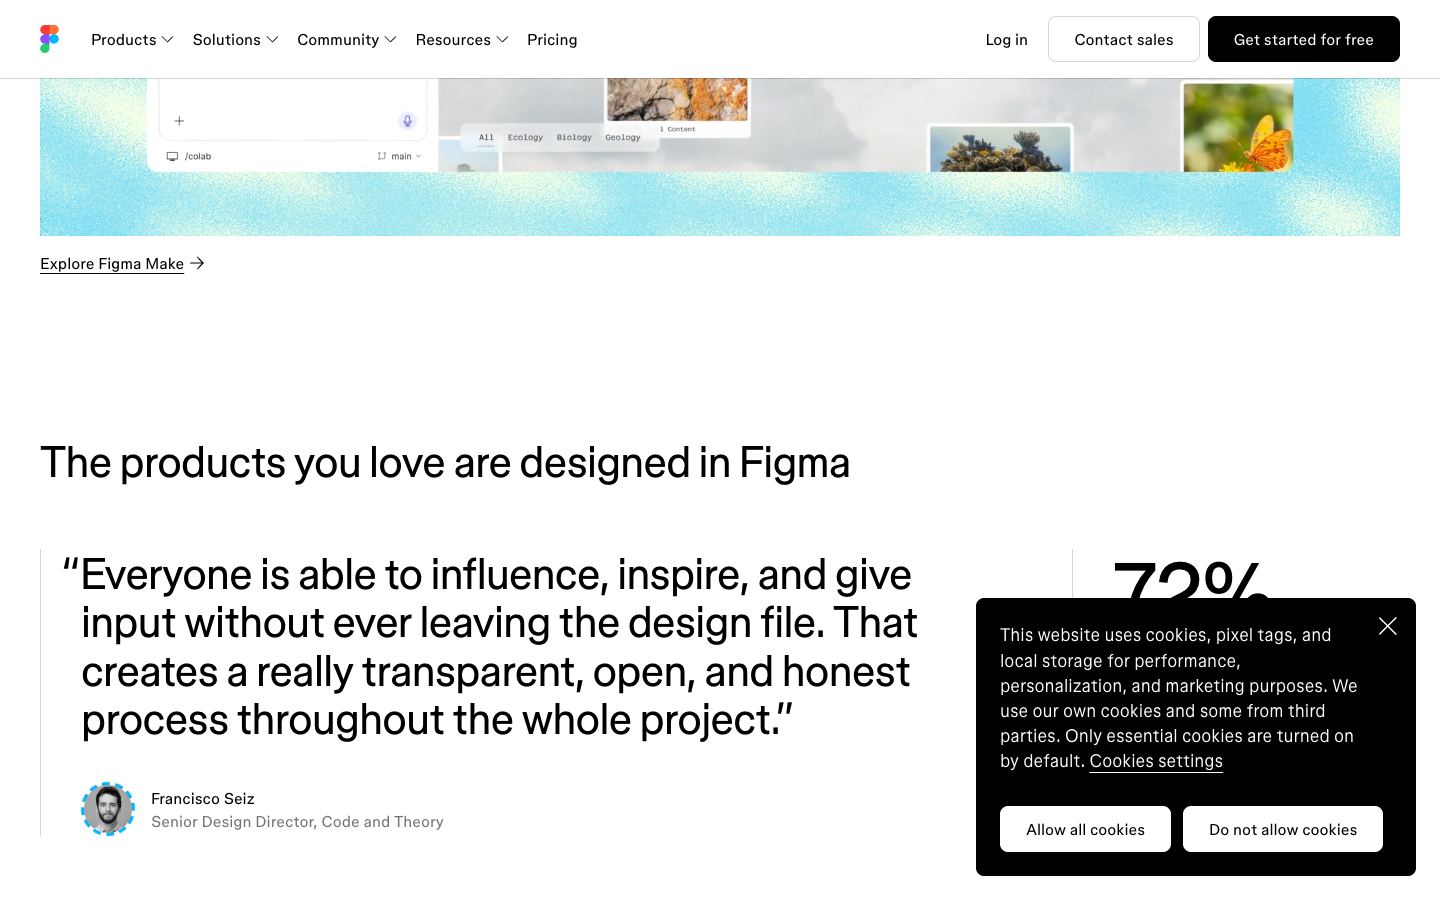 Products
Solutions
Community
Resources
Pricing
Log in
Contact sales
Get started for free
/colab
main
All
Ecology
Biology
Geology
l Content
Explore Figma Make
The products you love are designed in Figma
“Everyone is able to influence, inspire, and give
input without ever leaving the design file. That
creates a really transparent, open, and honest
process throughout the whole project.”
Francisco Seiz
Senior Design Director, Code and Theory
72%
This website uses cookies, pixel tags, and
local storage for performance,
personalization, and marketing purposes. We
use our own cookies and some from third
parties. Only essential cookies are turned on
by default. Cookies settings
Allow all cookies
Do not allow cookies